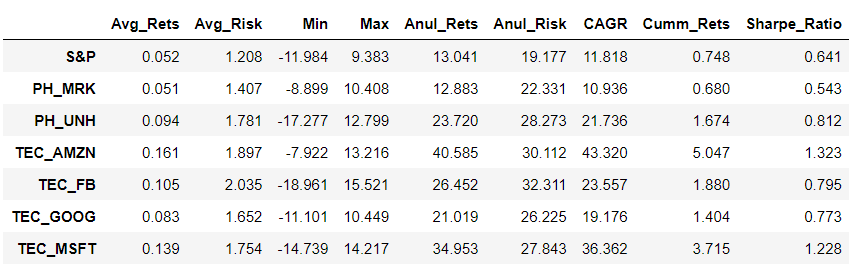 Avg_Rets Avg_Risk Min Max Anul_Rets Anul_Risk CAGR Cumm_Rets Sharpe_Ratio
S&P 0.052 1.208 -11.984 9.383 13.041 19.177 11.818 0.748 0.641
PH_MRK 0.051 1.407 -8.899 10.408 12.883 22.331 10.936 0.680 0.543
PH_UNH 0.094 1.781 -17.277 12.799 23.720 28.273 21.736 1.674 0.812
TEC_AMZN 0.161 1.897 -7.922 13.216 40.585 30.112 43.320 5.047 1.323
TEC_FB 0.105 2.035 -18.961 15.521 26.452 32.311 23.557 1.880 0.795
TEC_GOOG 0.083 1.652 -11.101 10.449 21.019 26.225 19.176 1.404 0.773
TEC_MSFT 0.139 1.754 -14.739 14.217 34.953 27.843 36.362 3.715 1.228